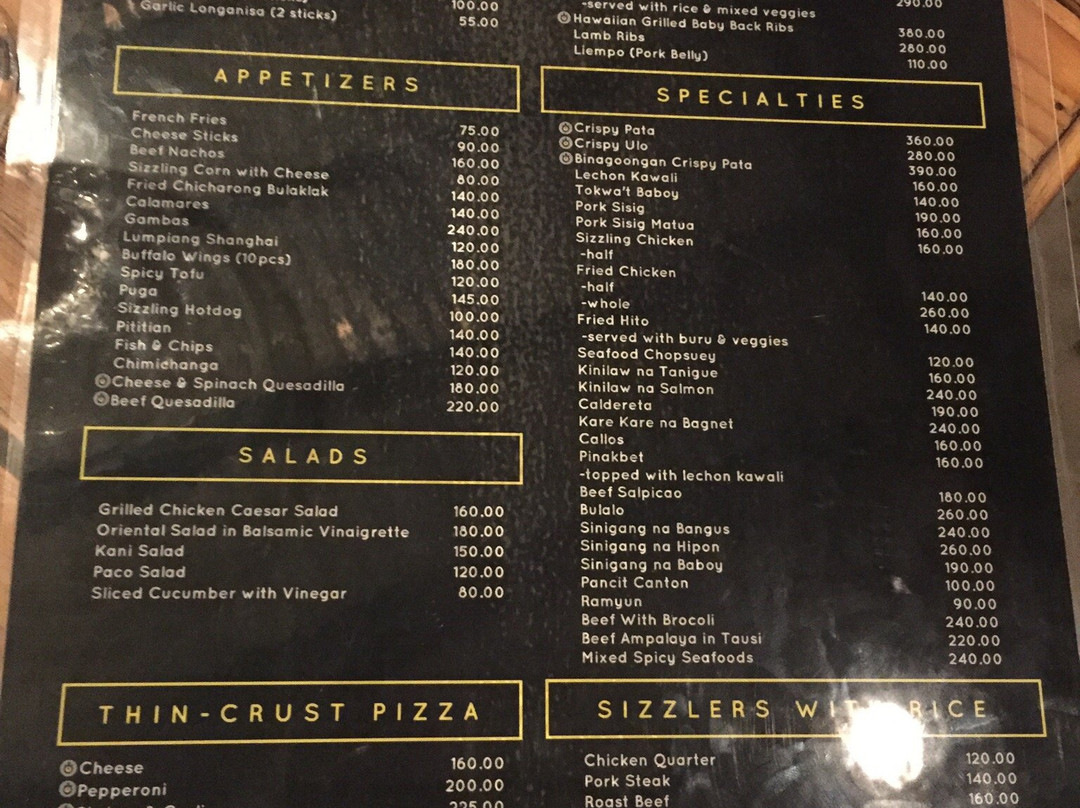 100.00
Garlic Longanisa (2 sticks) 55.00
APPETIZERS
French Fries 75.00
Cheese Sticks 90.00
Beef Nachos 160.00
Sizzling Corn with Cheese 80.00
Fried Chicharong Bulaklak 140.00
Calamares 140.00
Gambas 240.00
Lumpiang Shanghai 120.00
Buffalo Wings (10pcs) 180.00
Spicy Tofu 120.00
Puga 145.00
Sizzling Hotdog 100.00
Pititian 140.00
Fish & Chips 140.00
Chimichanga 120.00
Cheese & Spinach Quesadilla 180.00
Beef Quesadilla 220.00
SALADS
Grilled Chicken Caesar Salad 160.00
Oriental Salad in Balsamic Vinaigrette 180.00
Kani Salad 150.00
Paco Salad 120.00
Sliced Cucumber with Vinegar 80.00
THIN-CRUST PIZZA
Cheese 160.00
Pepperoni 200.00
225.00
-served with rice & mixed veggies 290.00
Hawaiian Grilled Baby Back Ribs 380.00
Lamb Ribs 280.00
Liempo (Pork Belly) 110.00
SPECIALTIES
Crispy Pata 360.00
Crispy Ulo 280.00
Binagoongan Crispy Pata 390.00
Lechon Kawali 160.00
Tokwa't Baboy 140.00
Pork Sisig 190.00
Pork Sisig Matua 160.00
Sizzling Chicken 160.00
-half
Fried Chicken
-half 140.00
-whole 260.00
Fried Hito 140.00
-served with buru & veggies
Seafood Chopsuey 120.00
Kinilaw na Tanigue 160.00
Kinilaw na Salmon 240.00
Caldereta 190.00
Kare Kare na Bagnet 240.00
Callos 160.00
Pinakbet 160.00
-topped with lechon kawali
Beef Salpicao 180.00
Bulalo 260.00
Sinigang na Bangus 240.00
Sinigang na Hipon 260.00
Sinigang na Baboy 190.00
Pancit Canton 100.00
Ramyun 90.00
Beef With Brocoli 240.00
Beef Ampalaya in Tausi 220.00
Mixed Spicy Seafoods 240.00
SIZZLERS WITH RICE
Chicken Quarter 120.00
Pork Steak 140.00
Roast Beef 160.00